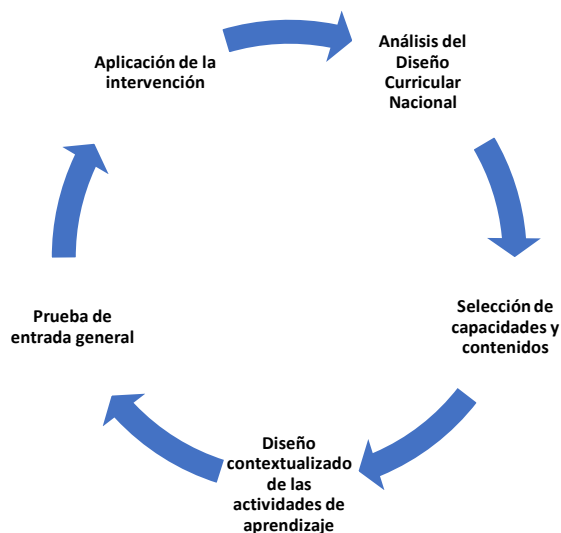 Análisis del
Diseño
Curricular
Nacional
Selección de
capacidades y
contenidos
Diseño
contextualizado
de las
actividades de
aprendizaje
Prueba de
entrada general
Aplicación de la
intervención